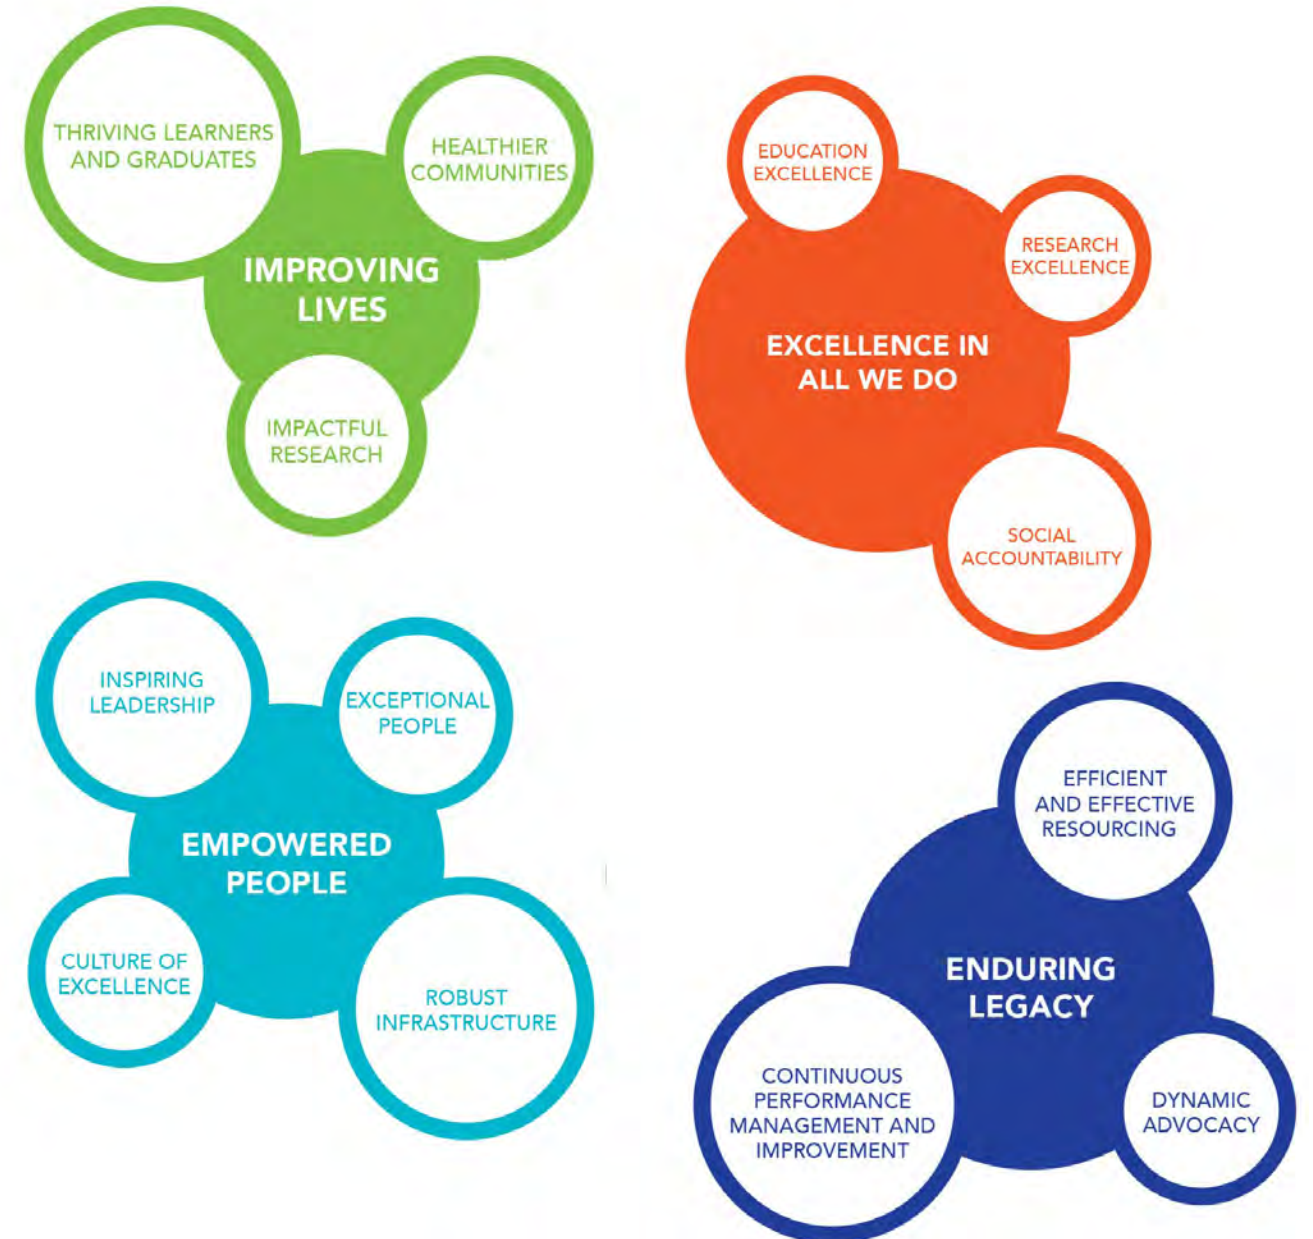 THRIVING LEARNERS
AND GRADUATES
HEALTHIER
COMMUNITIES
IMPROVING
LIVES
IMPACTFUL
RESEARCH
EDUCATION
EXCELLENCE
RESEARCH
EXCELLENCE
EXCELLENCE IN
ALL WE DO
SOCIAL
ACCOUNTABILITY
INSPIRING
LEADERSHIP
EXCEPTIONAL
PEOPLE
EMPOWERED
PEOPLE
CULTURE OF
EXCELLENCE
ROBUST
INFRASTRUCTURE
EFFICIENT
AND EFFECTIVE
RESOURCING
ENDURING
LEGACY
CONTINUOUS
PERFORMANCE
MANAGEMENT AND
IMPROVEMENT
DYNAMIC
ADVOCACY